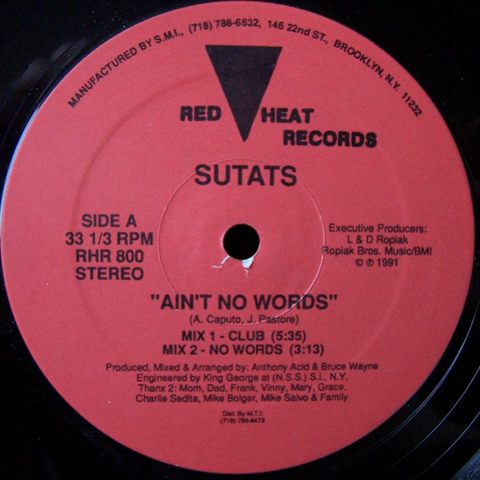 MANUFACTURED BY S.M.I., (718) 788-6632, 146 22nd ST., BROOKLYN, N.Y. 11232
RED HEAT
RECORDS
SUTATS
SIDE A
33 1/3 RPM
RHR 800
STEREO
Executive Producers:
L & D Ropiak
Ropiak Bros. Music/BMI
© ℗ 1991
"AIN'T NO WORDS"
(A. Caputo, J. Pastore)
MIX 1 - CLUB (5:35)
MIX 2 - NO WORDS (3:13)
Produced, Mixed & Arranged by: Anthony Acid & Bruce Wayne
Engineered by King George at (N.S.S.) S.I., N.Y.
Thanx 2: Mom, Dad, Frank, Vinny, Mary, Grace,
Charlie Sedita, Mike Bolger, Mike Salvo & Family
Dist. By M.T.I.
(718) 788-6473